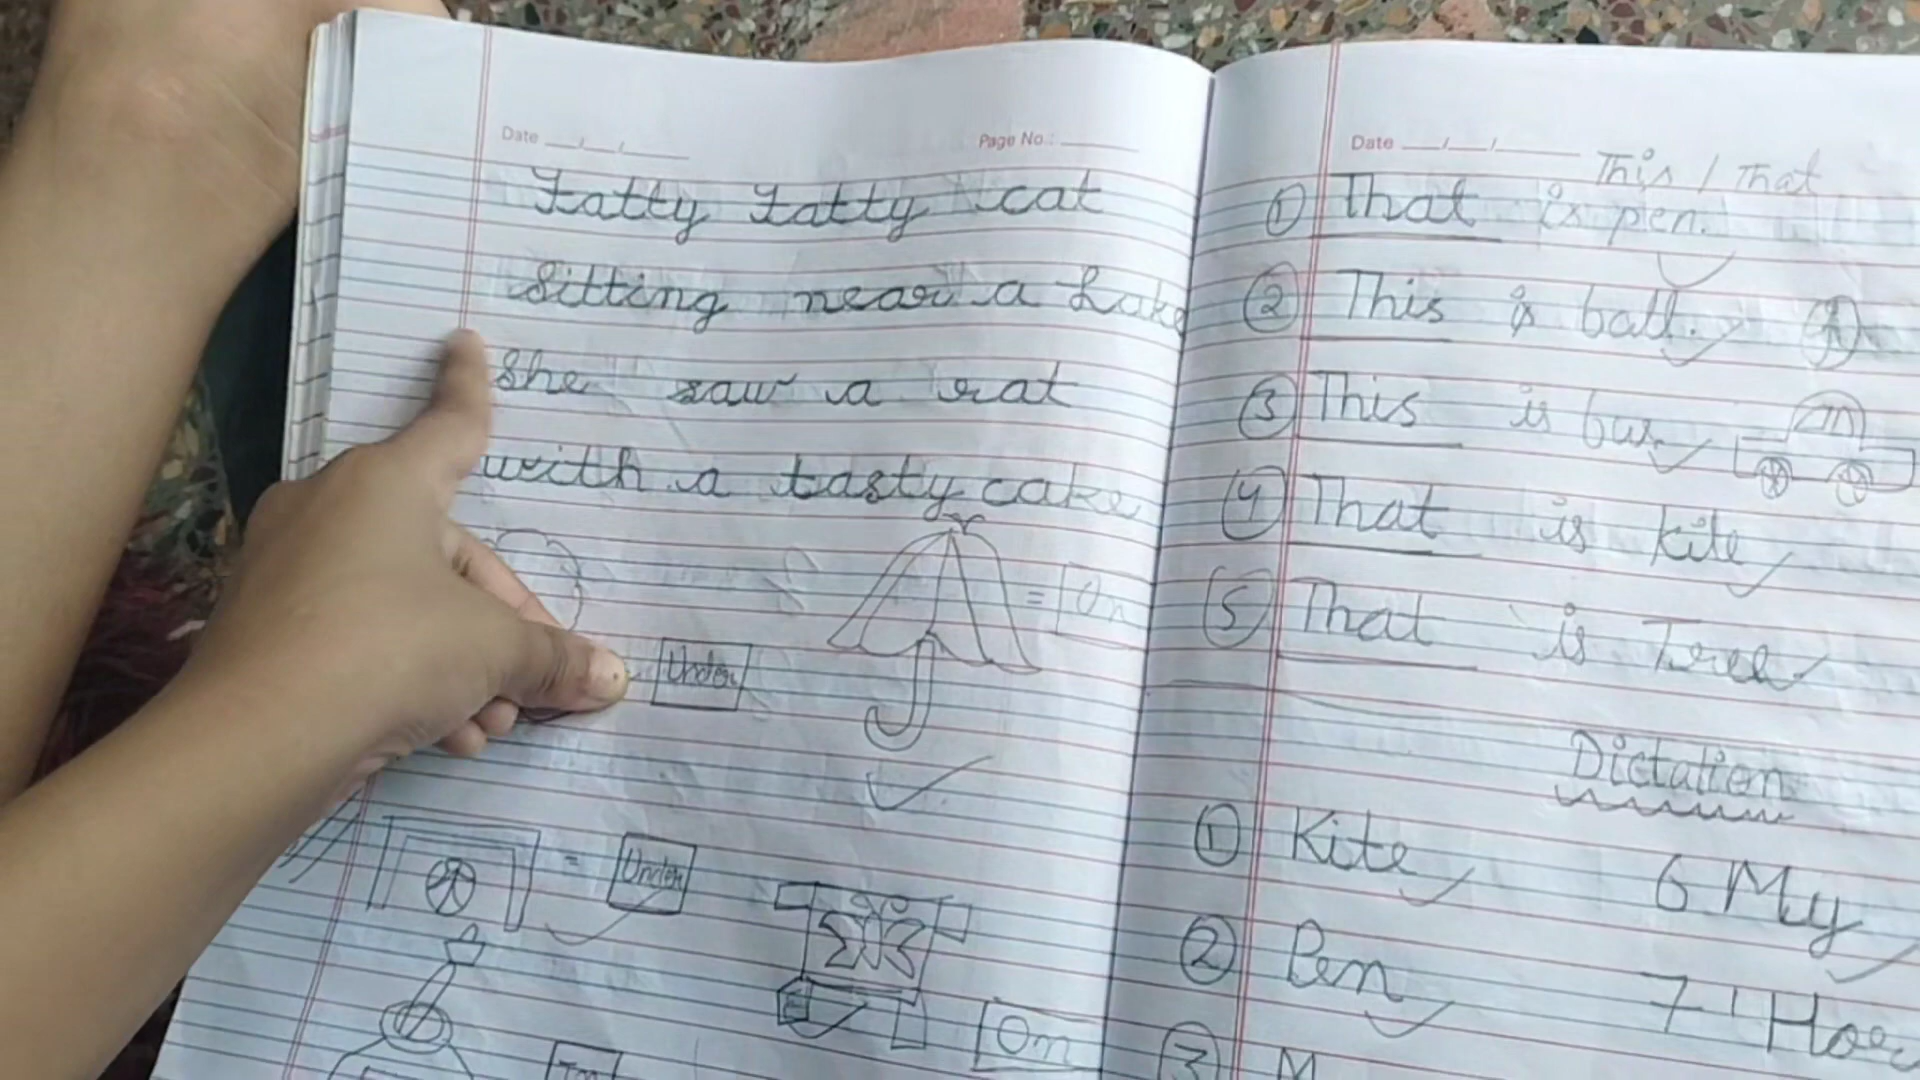 Date
Page No.:
Fatty Fatty cat
Sitting near a Lake
She saw a rat
with a tasty cake
= On
Under
= Under
On
Date
This / That
① That is pen.
② This is ball.
③ This is bus.
④ That is kite
⑤ That is Tree
Dictation
① Kite
6 My
② Pen
7
③ M